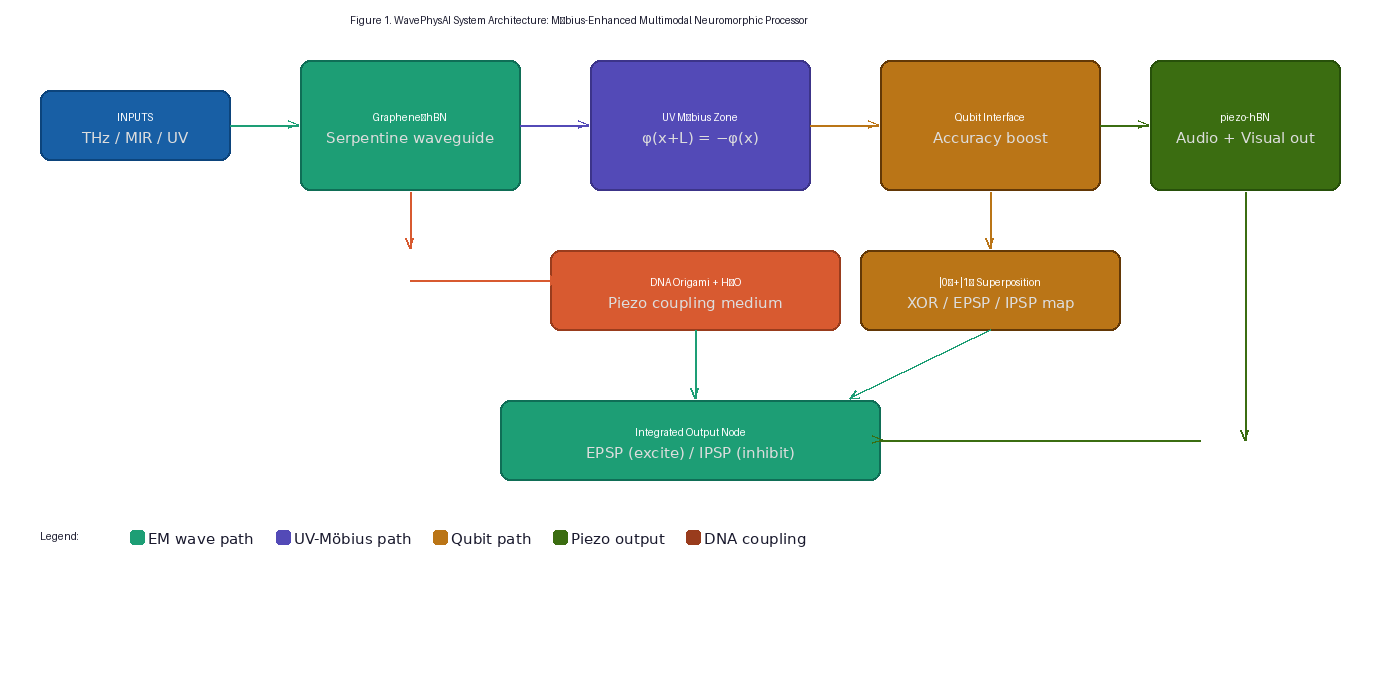 Figure 1. WavePhysAI System Architecture: M▯bius-Enhanced Multimodal Neuromorphic Processor
INPUTS
THz / MIR / UV
Graphene▯hBN
Serpentine waveguide
UV M▯bius Zone
φ(x+L) = −φ(x)
Qubit Interface
Accuracy boost
piezo-hBN
Audio + Visual out
DNA Origami + H▯O
Piezo coupling medium
|0▯+|1▯ Superposition
XOR / EPSP / IPSP map
Integrated Output Node
EPSP (excite) / IPSP (inhibit)
Legend:
EM wave path
UV-Möbius path
Qubit path
Piezo output
DNA coupling